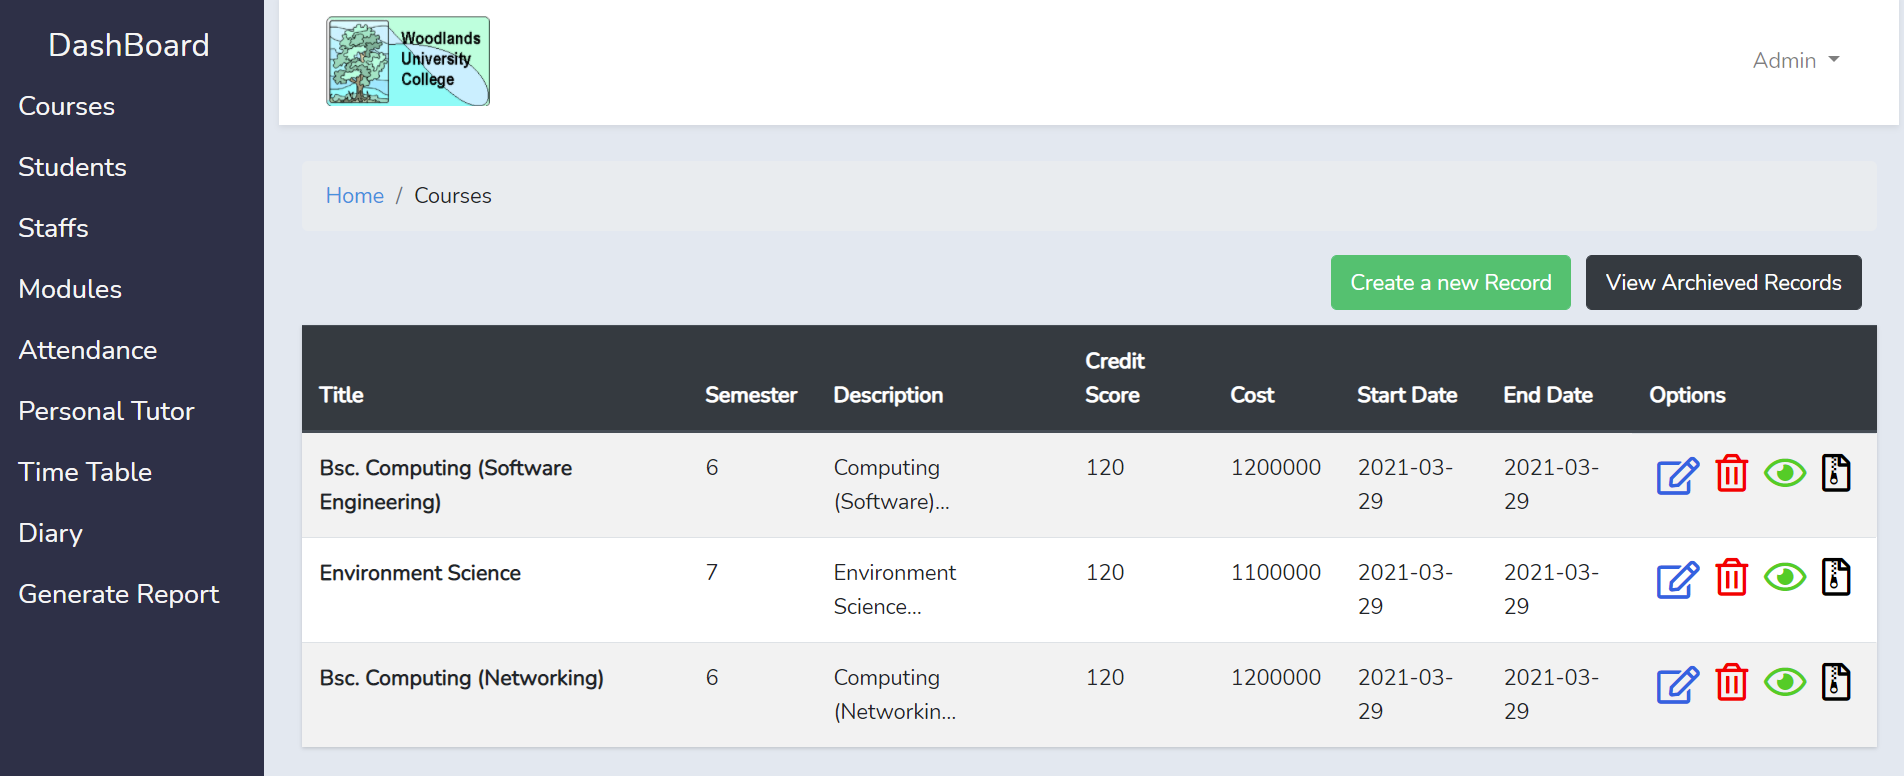 DashBoard
Courses
Students
Staffs
Modules
Attendance
Personal Tutor
Time Table
Diary
Generate Report
Woodlands
University
College
Admin
Home / Courses
Create a new Record
View Archieved Records
Title Semester Description Credit Score Cost Start Date End Date Options
Bsc. Computing (Software 6 Computing 120 1200000 2021-03- 2021-03-
Engineering) (Software)... 29 29
Environment Science 7 Environment 120 1100000 2021-03- 2021-03-
Science... 29 29
Bsc. Computing (Networking) 6 Computing 120 1200000 2021-03- 2021-03-
(Networkin... 29 29